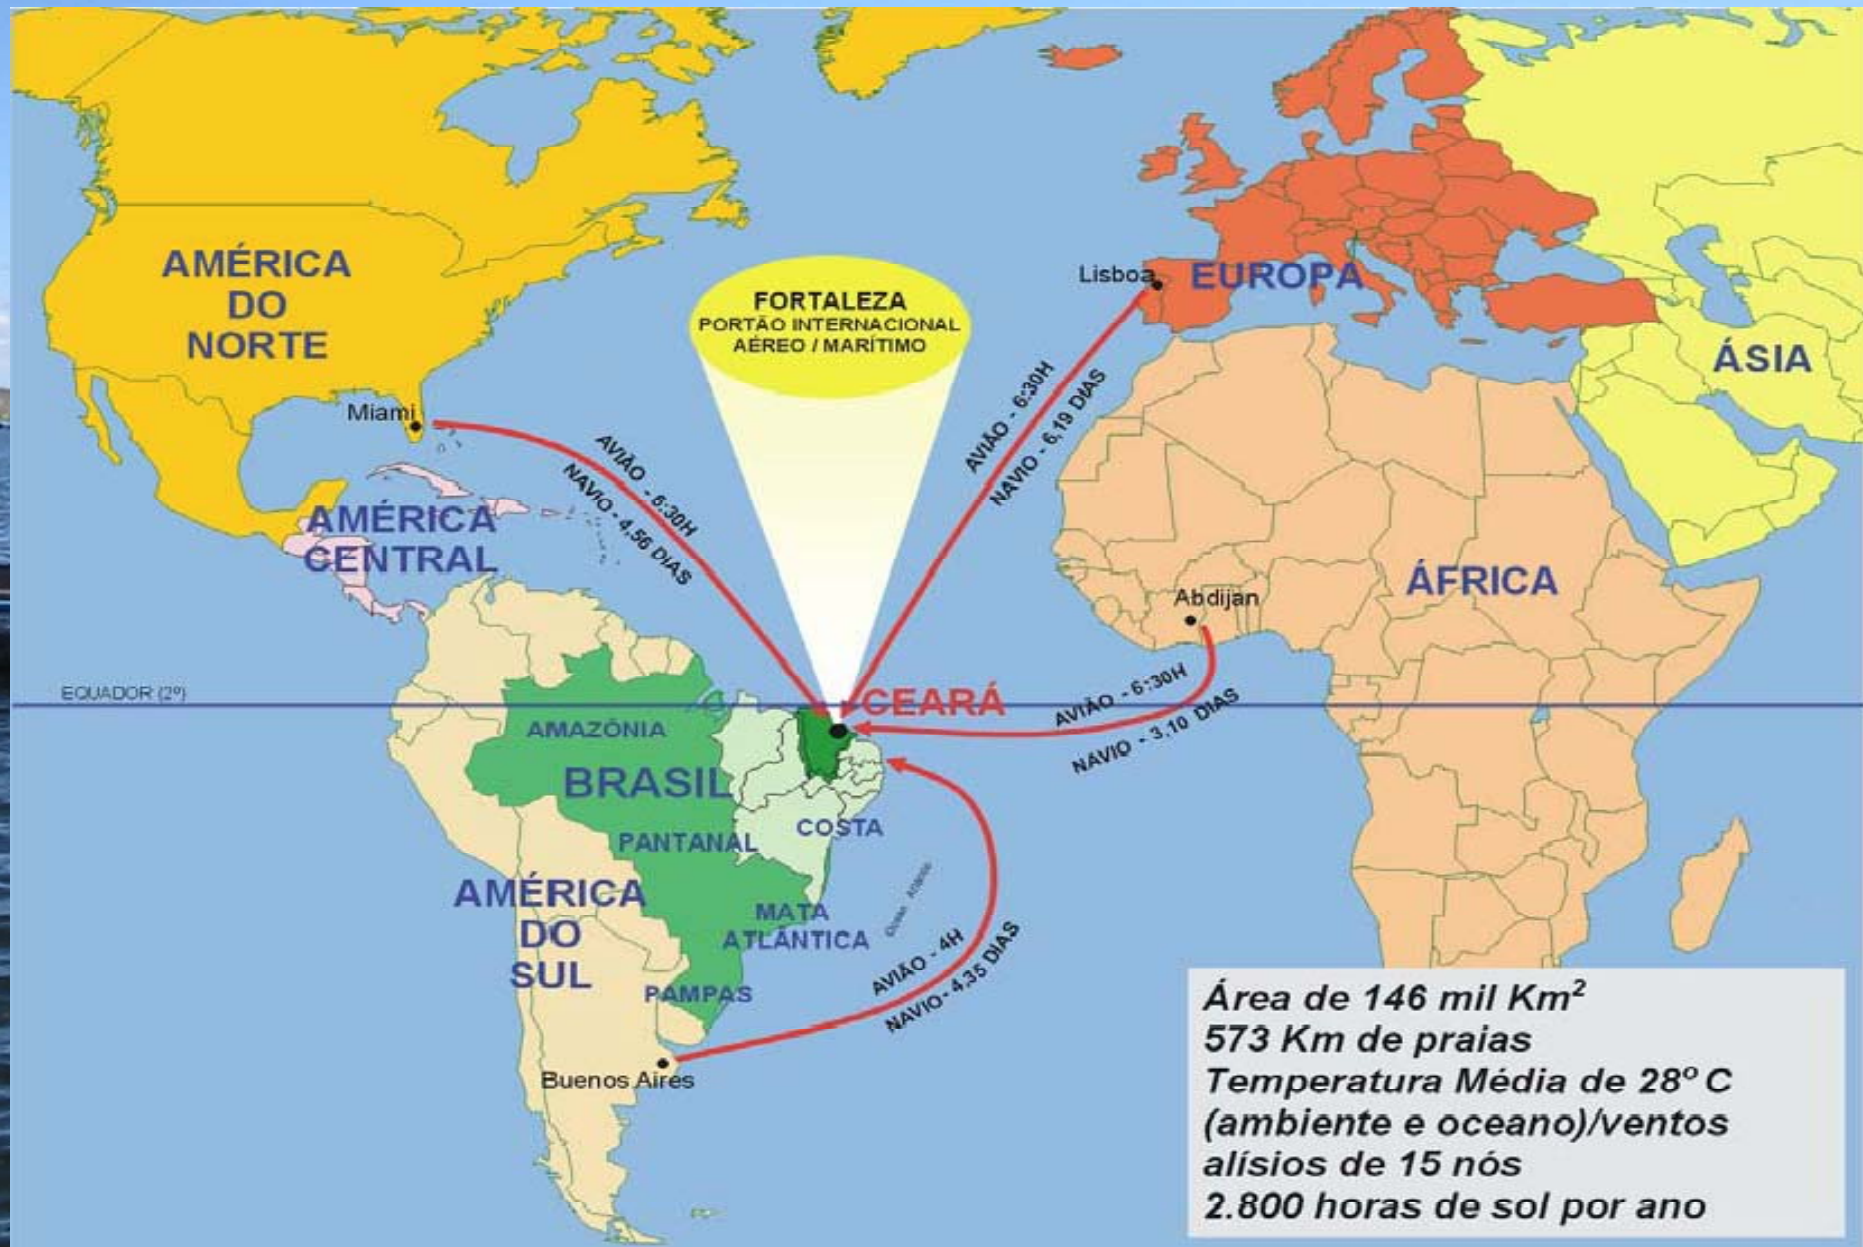 AMÉRICA
DO
NORTE
Miami
AMÉRICA
CENTRAL
FORTALEZA
PORTÃO INTERNACIONAL
AÉREO / MARÍTIMO
Lisboa
EUROPA
ÁSIA
AVIÃO - 6:30H
NAVIO - 4,56 DIAS
AVIÃO - 6:30H
NAVIO - 6,19 DIAS
ÁFRICA
Abdijan
EQUADOR (2º)
CEARÁ
AVIÃO - 6:30H
NAVIO - 3,10 DIAS
AMAZÔNIA
BRASIL
PANTANAL
COSTA
AMÉRICA
DO
SUL
MATA
ATLÂNTICA
PAMPAS
AVIÃO - 4H
NAVIO - 4,35 DIAS
Buenos Aires
Área de 146 mil Km²
573 Km de praias
Temperatura Média de 28º C
(ambiente e oceano)/ventos
alísios de 15 nós
2.800 horas de sol por ano